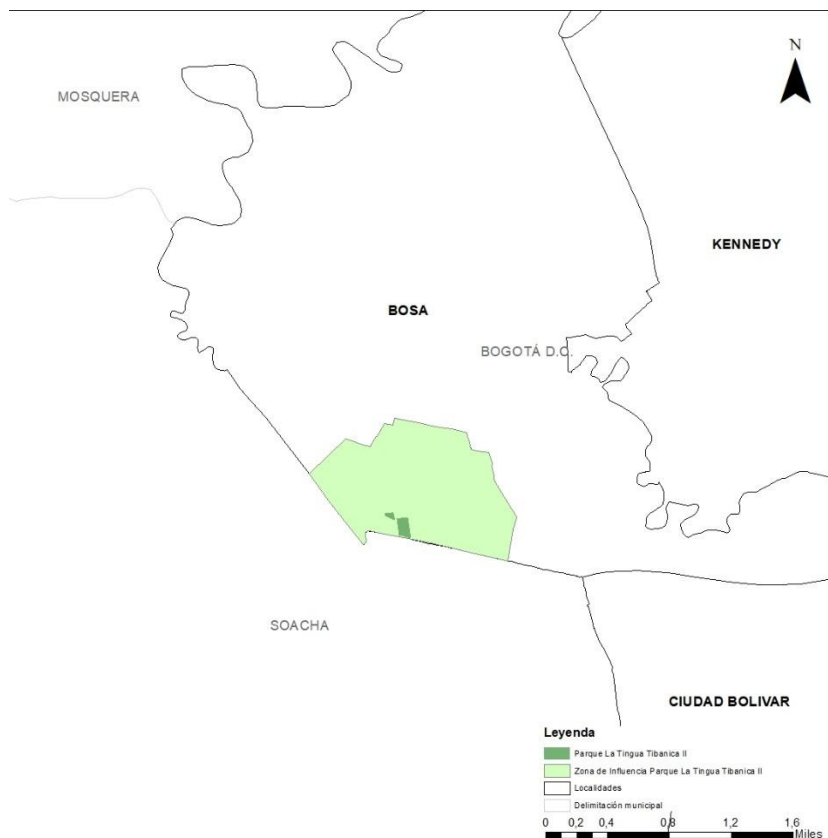 N
MOSQUERA
KENNEDY
BOSA
BOGOTÁ D.C.
SOACHA
CIUDAD BOLIVAR
Leyenda
Parque La Tingua Tibanica II
Zona de Influencia Parque La Tingua Tibanica II
Localidades
Delimitación municipal
0 0,2 0,4 0,8 1,2 1,6
Miles